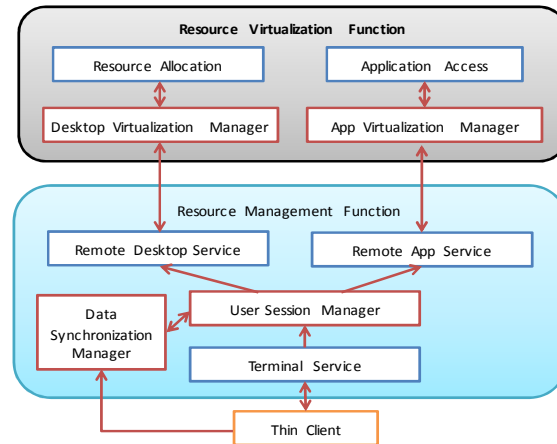 Resource Virtualization Function
Resource Allocation
Application Access
Desktop Virtualization Manager
App Virtualization Manager
Resource Management Function
Remote Desktop Service
Remote App Service
Data
Synchronization
Manager
User Session Manager
Terminal Service
Thin Client